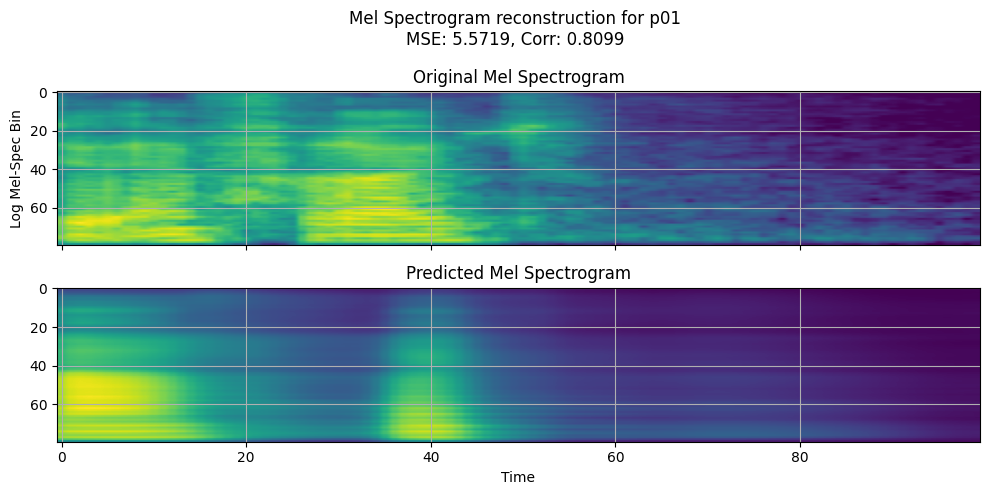 Mel Spectrogram reconstruction for p01
MSE: 5.5719, Corr: 0.8099
Original Mel Spectrogram
0
20
40
60
Log Mel-Spec Bin
Predicted Mel Spectrogram
0
20
40
60
0 20 40 60 80
Time